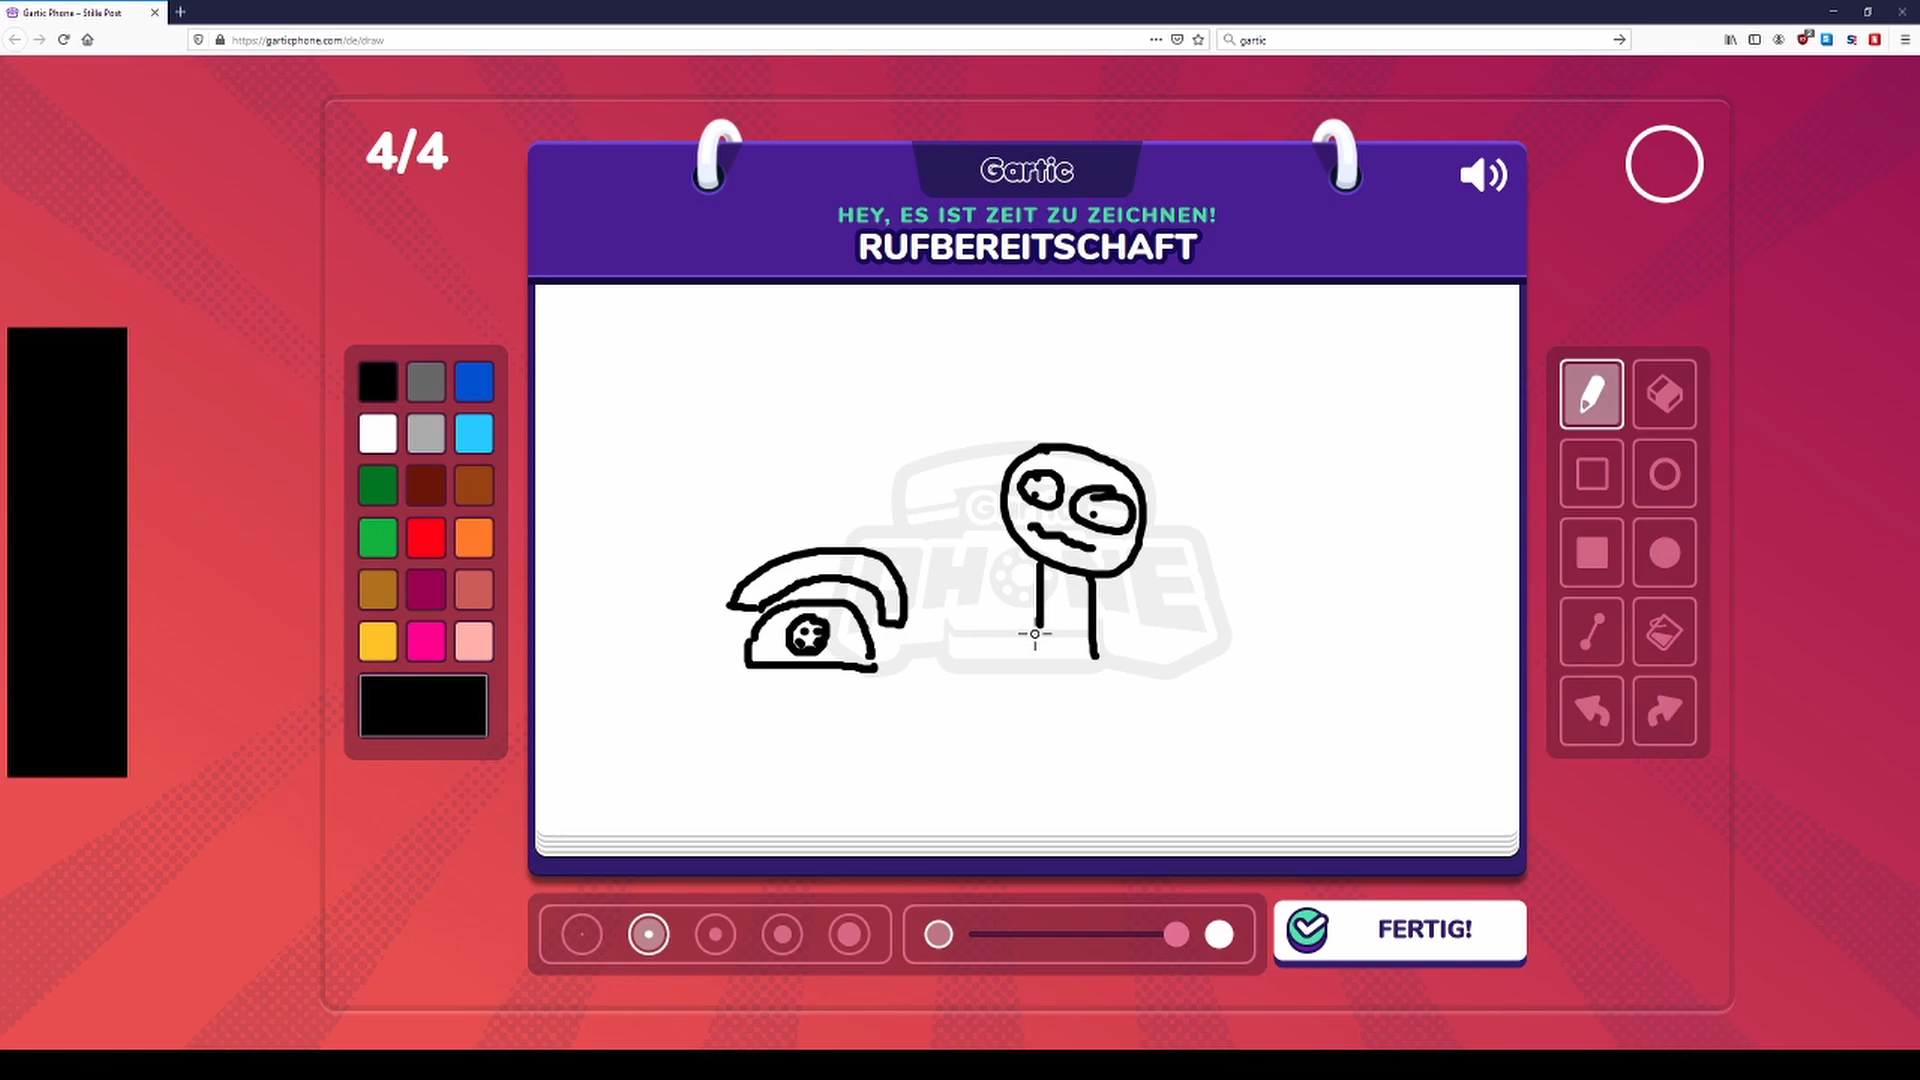 Gartic Phone – Stille Post
https://garticphone.com/de/draw
gartic
4/4
Gartic
HEY, ES IST ZEIT ZU ZEICHNEN!
RUFBEREITSCHAFT
PHONE
FERTIG!